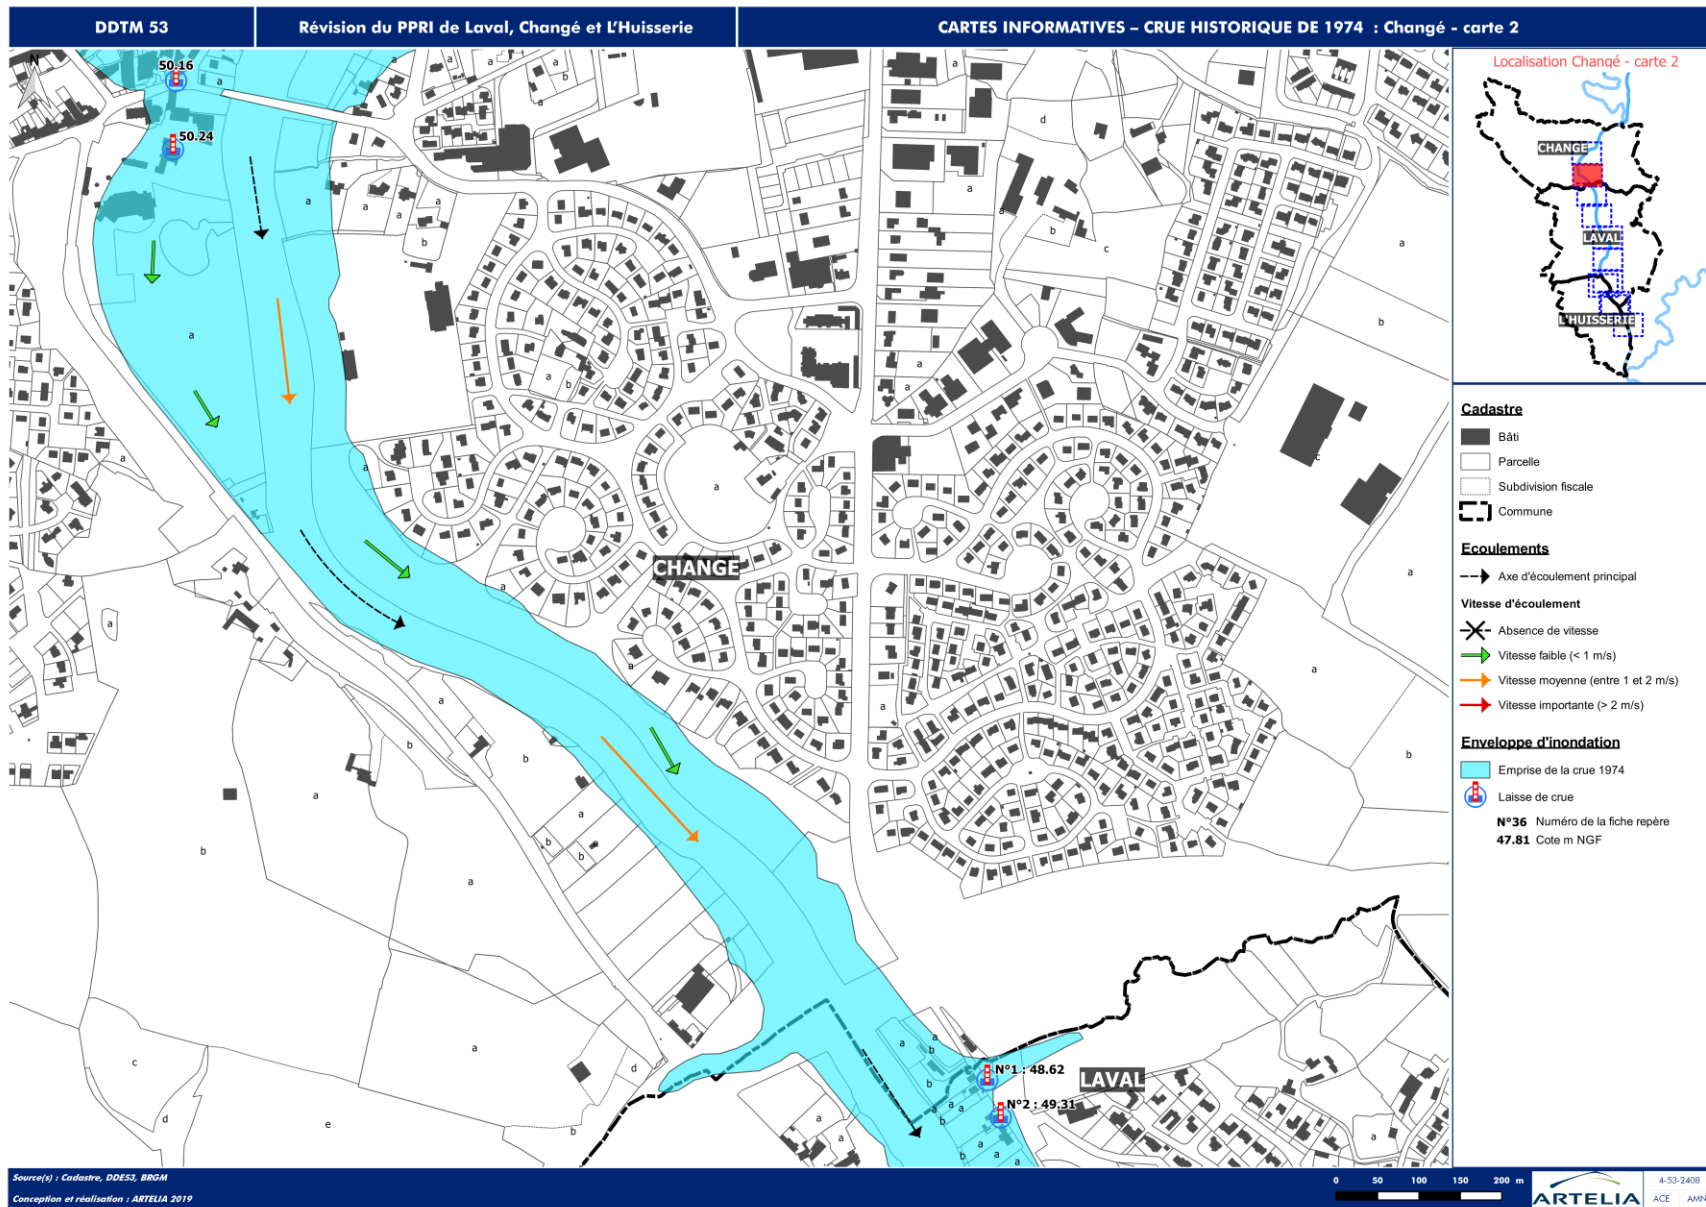 DDTM 53
Révision du PPRI de Laval, Changé et L'Huisserie
CARTES INFORMATIVES – CRUE HISTORIQUE DE 1974 : Changé - carte 2
N
50.16
50.24
CHANGE
LAVAL
N°1 : 48.62
N°2 : 49.31
Localisation Changé - carte 2
CHANGE
LAVAL
L'HUISSERIE
Cadastre
Bâti
Parcelle
Subdivision fiscale
Commune
Ecoulements
Axe d'écoulement principal
Vitesse d'écoulement
Absence de vitesse
Vitesse faible (< 1 m/s)
Vitesse moyenne (entre 1 et 2 m/s)
Vitesse importante (> 2 m/s)
Enveloppe d'inondation
Emprise de la crue 1974
Laisse de crue
N°36 Numéro de la fiche repère
47.81 Cote m NGF
Source(s) : Cadastre, DDE53, BRGM
Conception et réalisation : ARTELIA 2019
0 50 100 150 200 m
ARTELIA
4-53-2408
ACE AMN